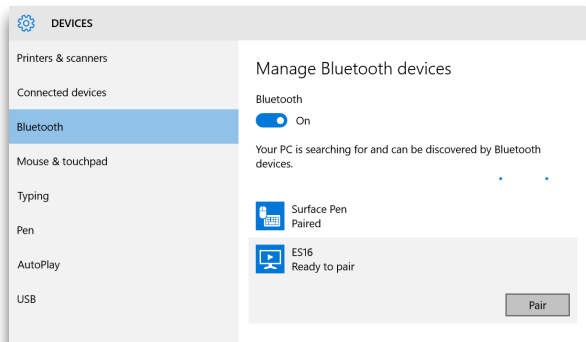 DEVICES
Printers & scanners
Connected devices
Bluetooth
Mouse & touchpad
Typing
Pen
AutoPlay
USB
Manage Bluetooth devices
Bluetooth
On
Your PC is searching for and can be discovered by Bluetooth
devices.
Surface Pen
Paired
ES16
Ready to pair
Pair